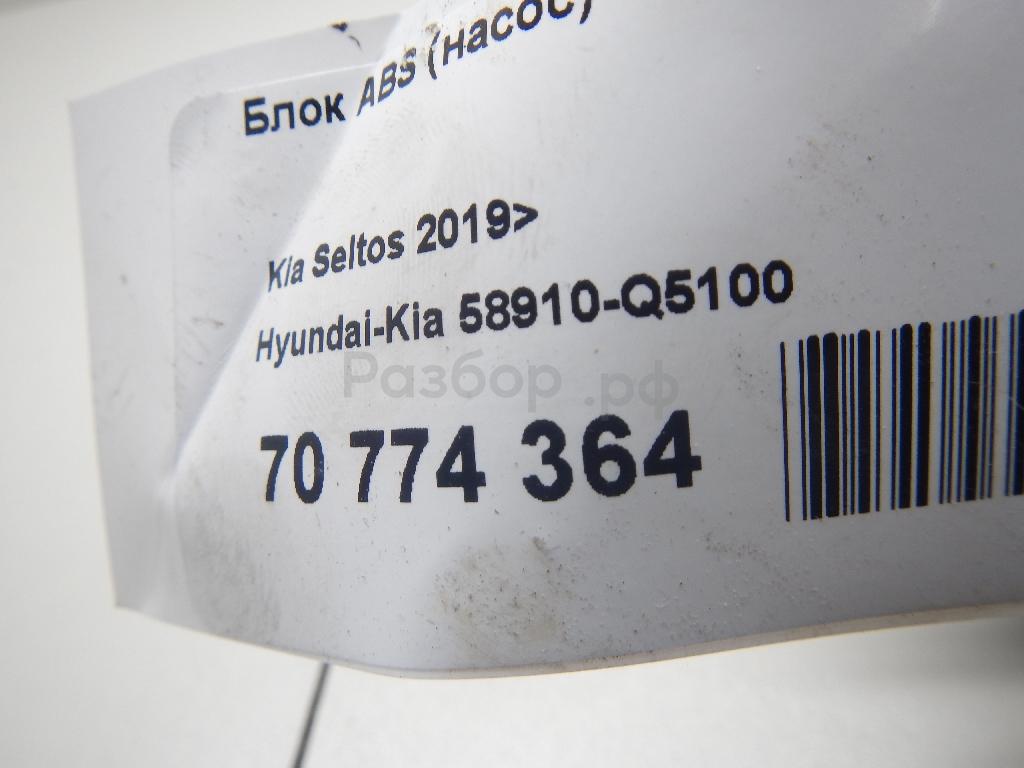 Блок ABS (насос)
Kia Seltos 2019>
Hyundai-Kia 58910-Q5100
Разбор.рф
70 774 364